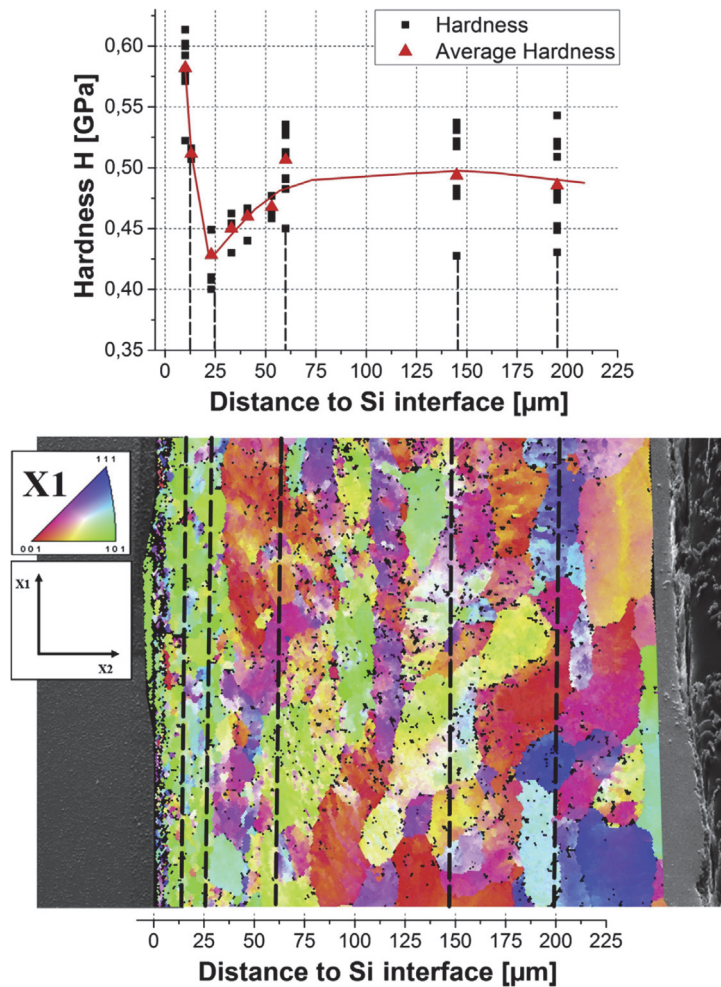 Hardness
Average Hardness
Hardness H [GPa]
0,60
0,55
0,50
0,45
0,40
0,35
0 25 50 75 100 125 150 175 200 225
Distance to Si interface [µm]
X1
111
001 101
X1
X2
0 25 50 75 100 125 150 175 200 225
Distance to Si interface [µm]